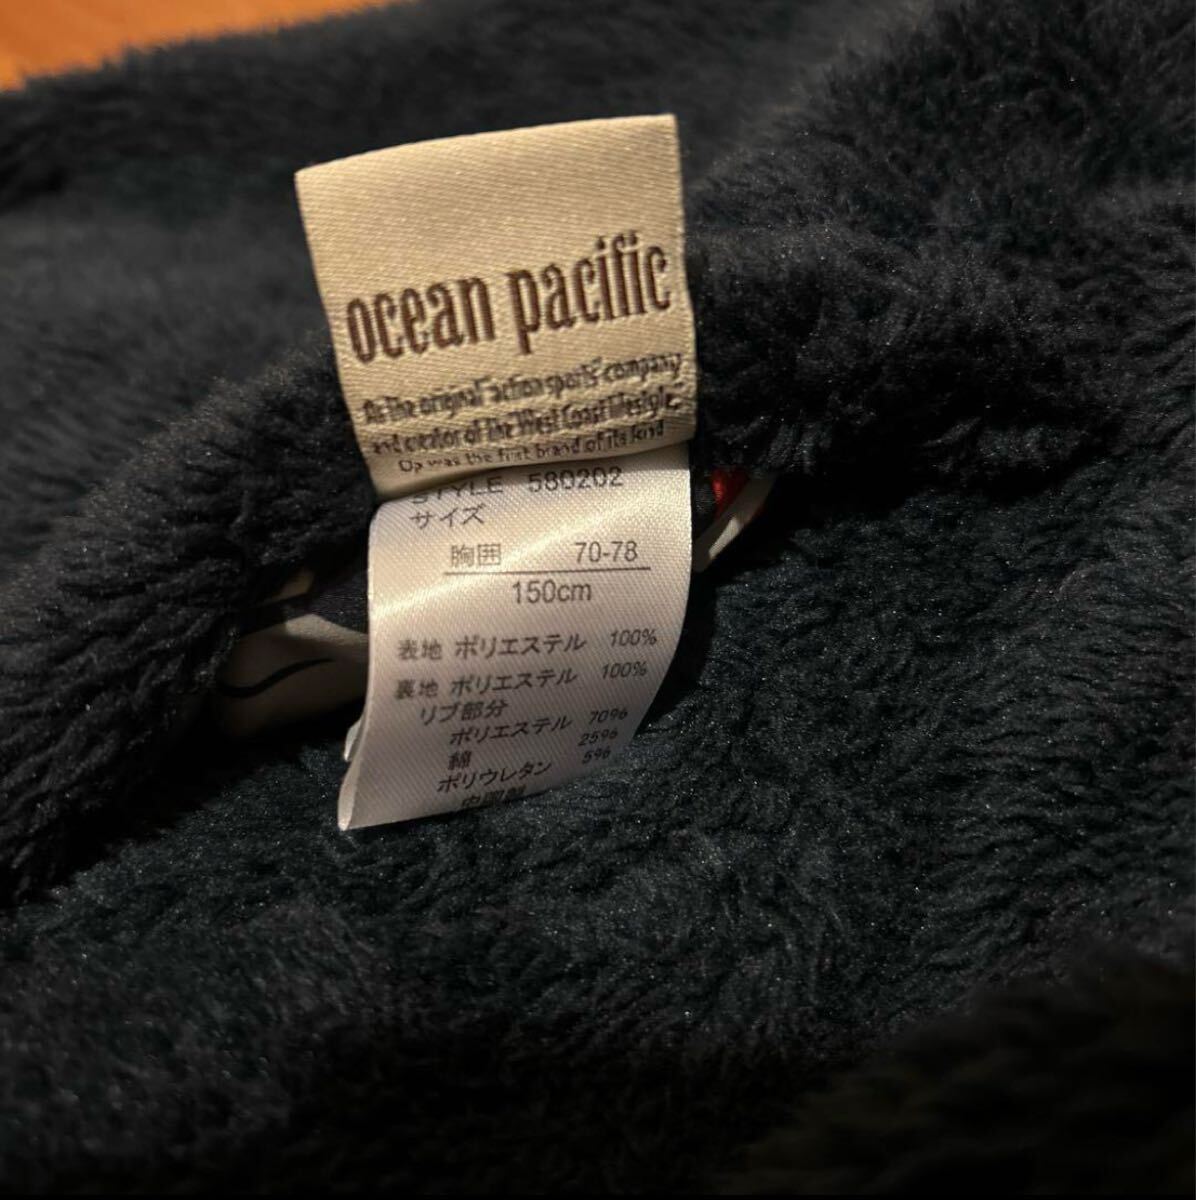 ocean pacific
As the original "action sports" company
and creator of the West Coast lifestyle,
Op was the first brand of its kind
STYLE 580202
サイズ
胸囲 70-78
150cm
表地 ポリエステル 100%
裏地 ポリエステル 100%
リブ部分
ポリエステル 70%
綿 25%
ポリウレタン 5%
中国製